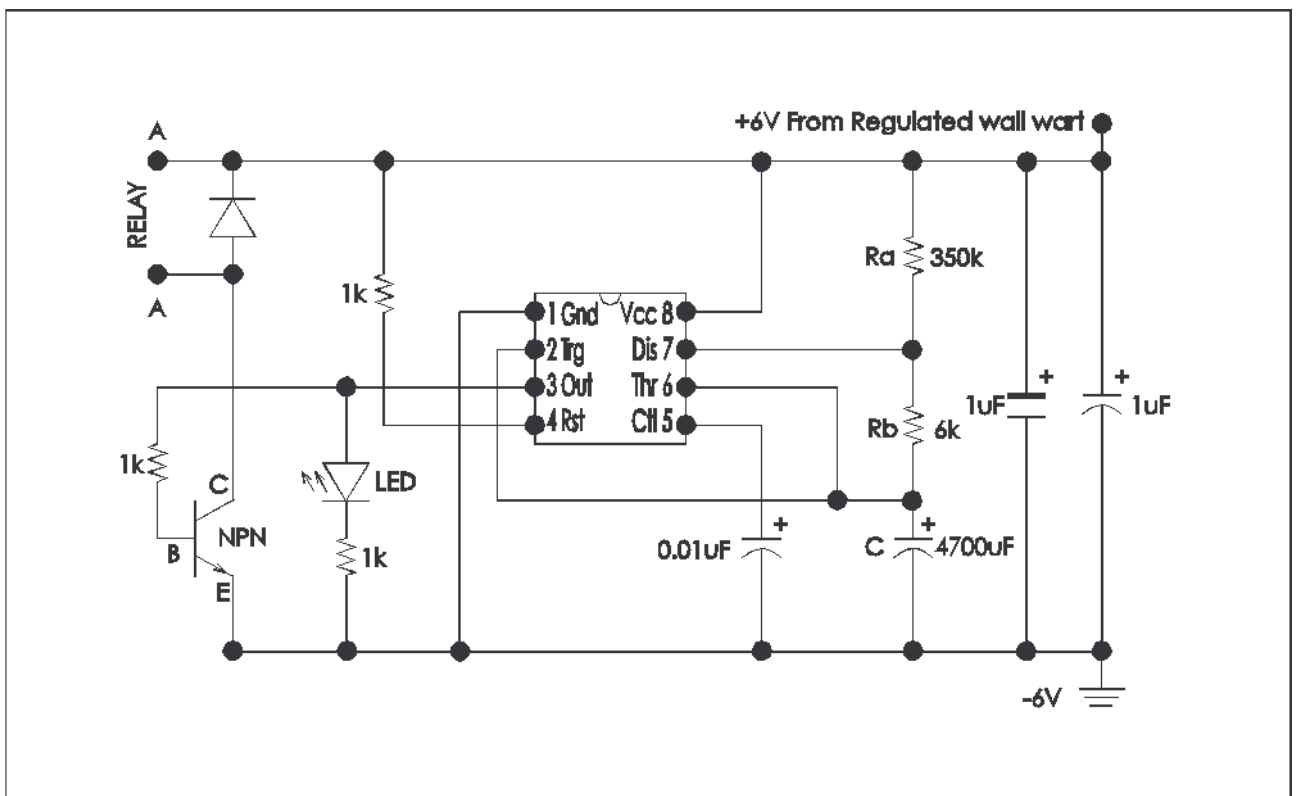 +6V From Regulated wall wart
A
RELAY
A
Ra
350k
1k
1 Gnd
Vcc 8
2 Trg
Dis 7
3 Out
Thr 6
4 Rst
Ctl 5
+
1uF
+
1uF
Rb
6k
1k
C
LED
NPN
B
E
1k
+
0.01uF
C
+
4700uF
-6V